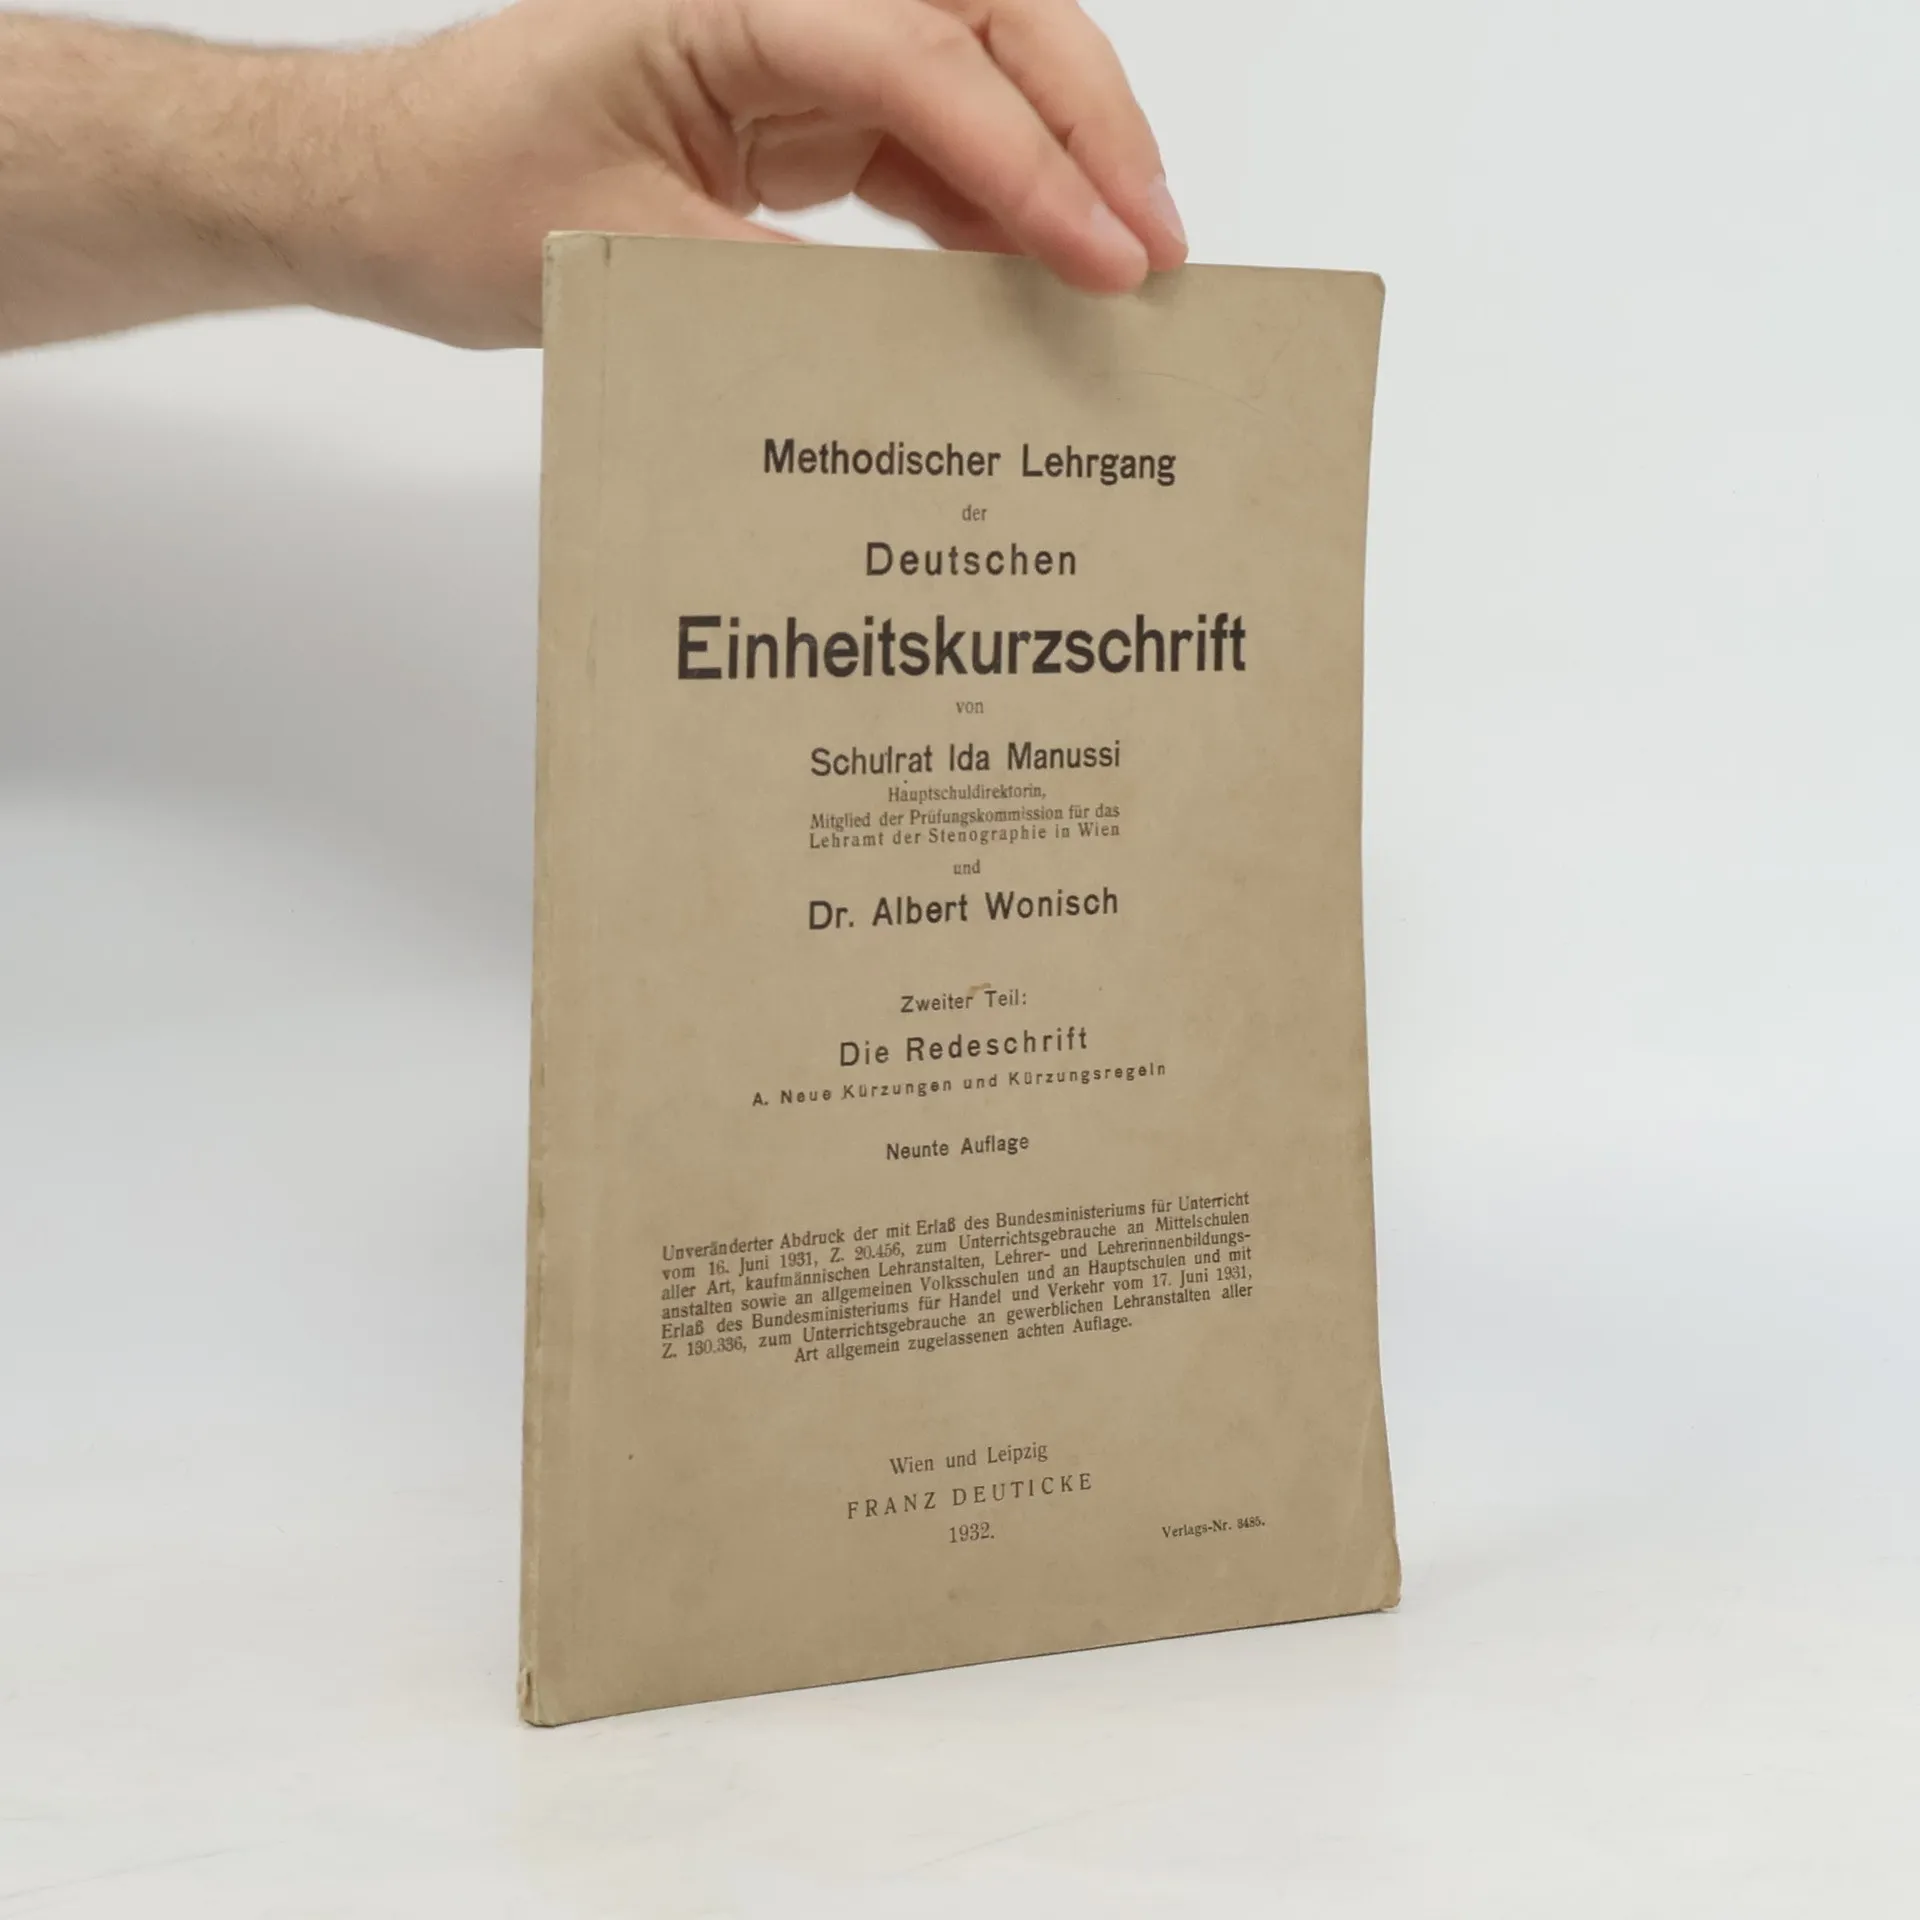 Methodischer Lehrgang
der
Deutschen
Einheitskurzschrift
von
Schulrat Ida Manussi
Hauptschuldirektorin,
Mitglied der Prüfungskommission für das
Lehramt der Stenographie in Wien
und
Dr. Albert Wonisch
Zweiter Teil:
Die Redeschrift
A. Neue Kürzungen und Kürzungsregeln
Neunte Auflage
Unveränderter Abdruck der mit Erlaß des Bundesministeriums für Unterricht
vom 16. Juni 1931, Z. 20.456, zum Unterrichtsgebrauche an Mittelschulen
aller Art, kaufmännischen Lehranstalten, Lehrer- und Lehrerinnenbildungs-
anstalten sowie an allgemeinen Volksschulen und an Hauptschulen und mit
Erlaß des Bundesministeriums für Handel und Verkehr vom 17. Juni 1931,
Z. 130.336, zum Unterrichtsgebrauche an gewerblichen Lehranstalten aller
Art allgemein zugelassenen achten Auflage.
Wien und Leipzig
FRANZ DEUTICKE
1932.
Verlags-Nr. 3485.